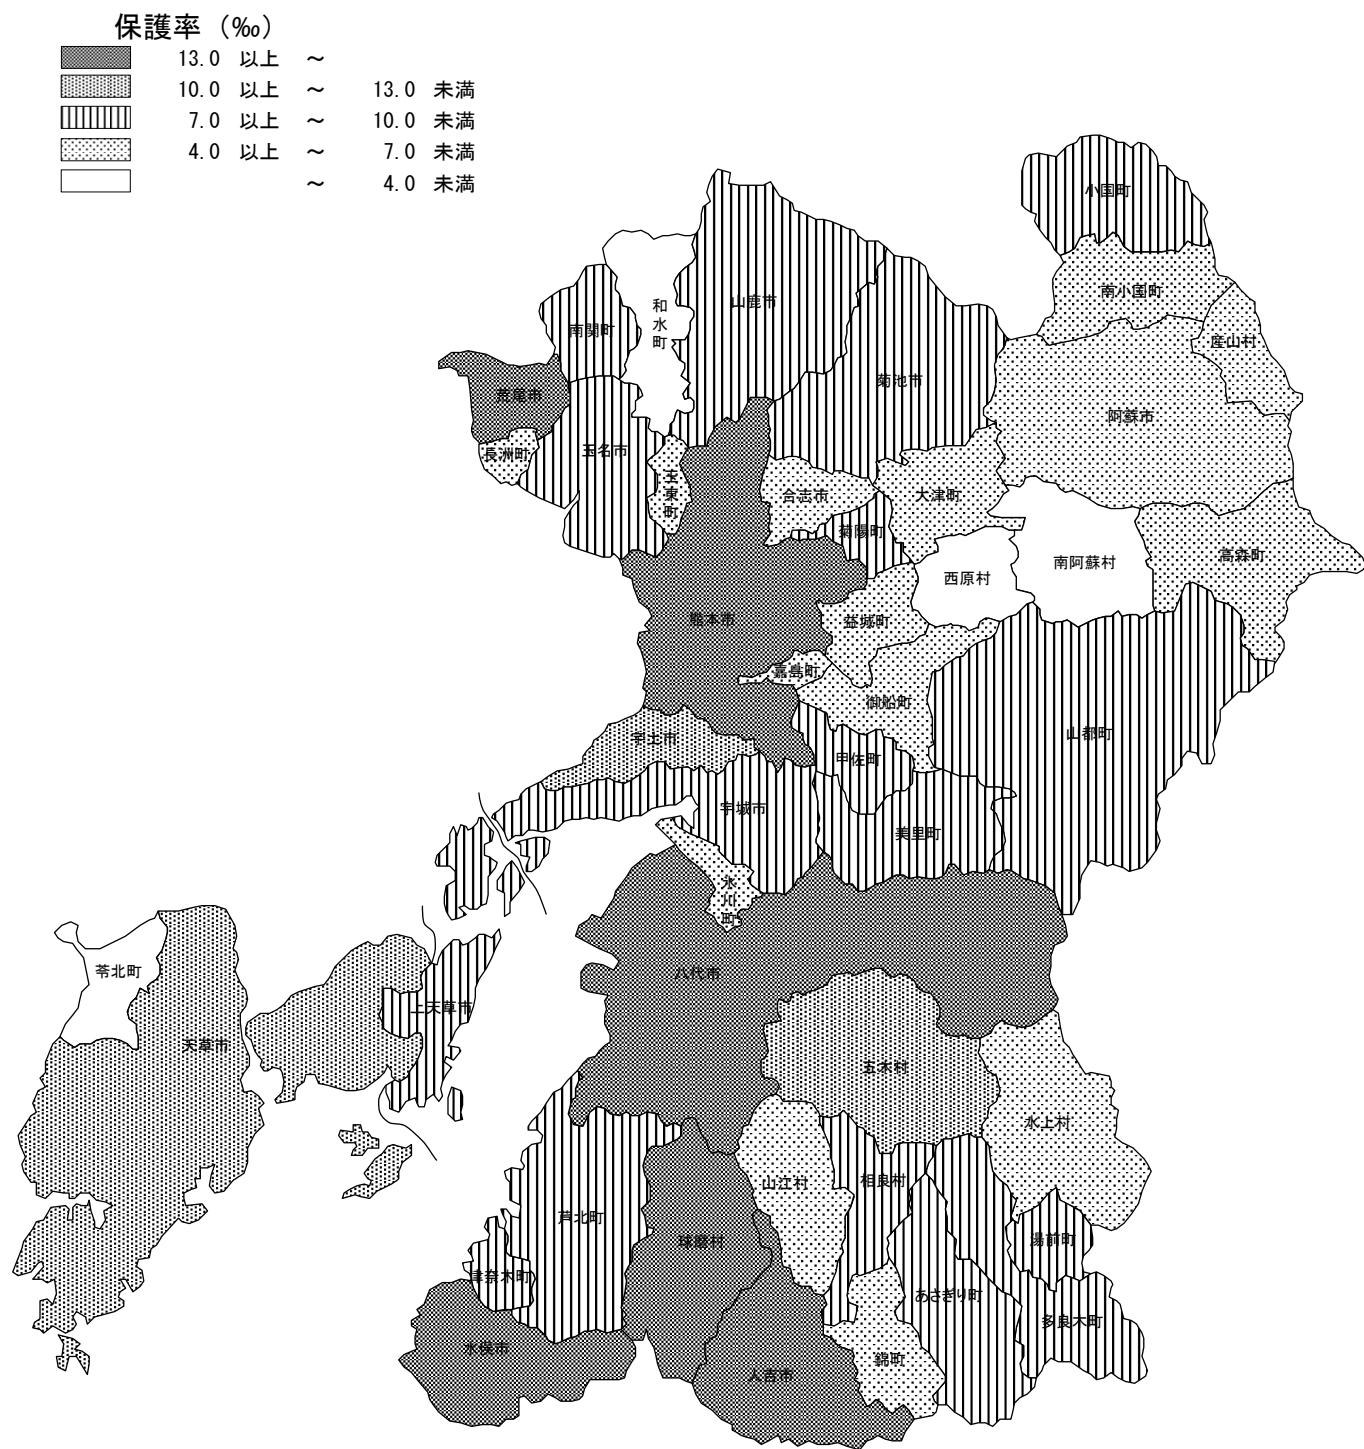 保護率（‰）
13.0 以上 ～
10.0 以上 ～ 13.0 未満
7.0 以上 ～ 10.0 未満
4.0 以上 ～ 7.0 未満
～ 4.0 未満
小国町
南小国町
産山村
和水町
山鹿市
南関町
菊池市
荒尾市
阿蘇市
長洲町
玉名市
玉東町
合志市
大津町
菊陽町
高森町
西原村
南阿蘇村
熊本市
益城町
嘉島町
御船町
宇土市
山都町
甲佐町
宇城市
美里町
氷川町
八代市
苓北町
上天草市
天草市
五木村
水上村
山江村
相良村
芦北町
球磨村
湯前町
津奈木町
あさぎり町
多良木町
水俣市
錦町
人吉市